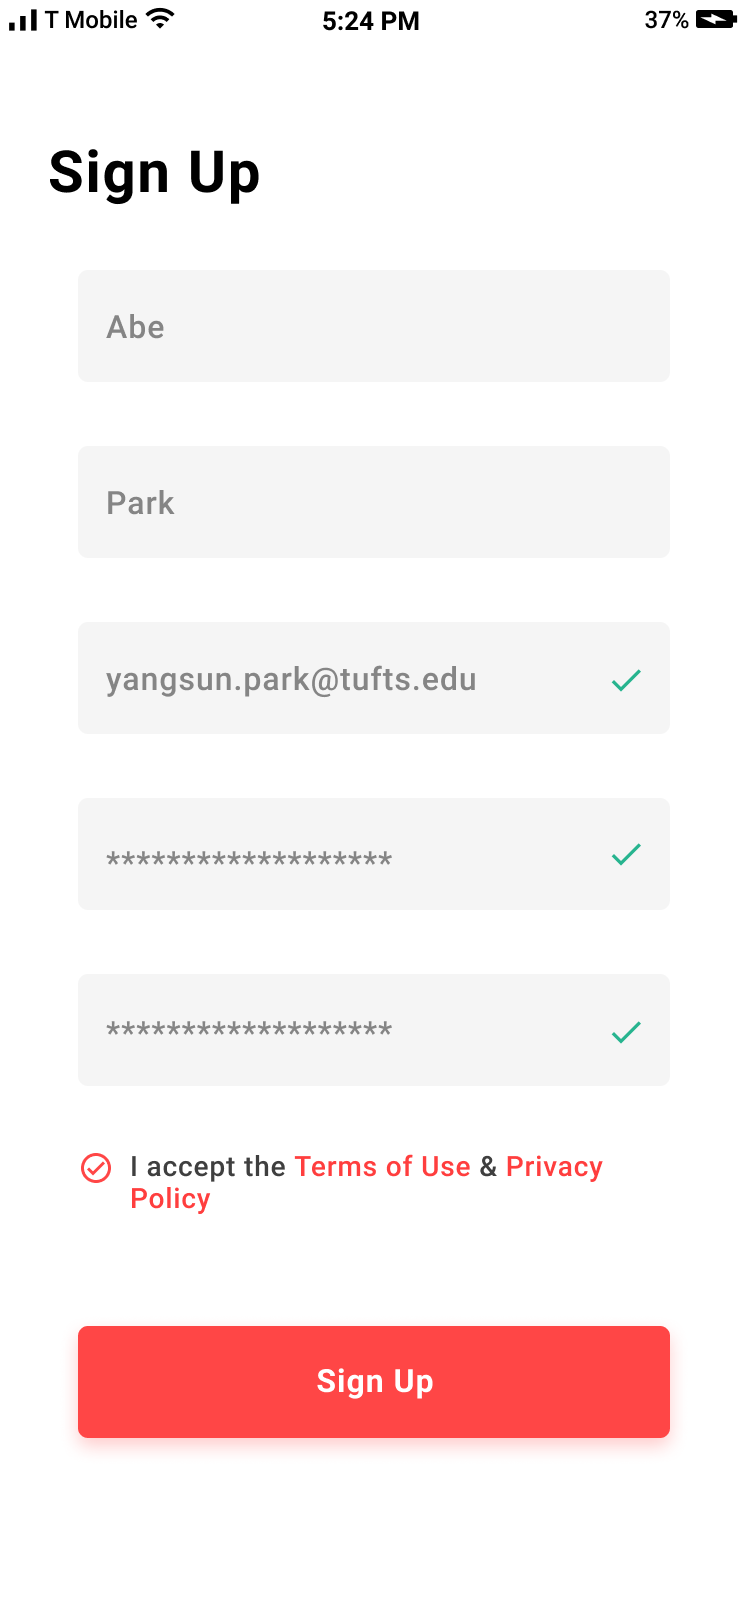 T Mobile 5:24 PM 37%
Sign Up
Abe
Park
yangsun.park@tufts.edu
*******************
*******************
I accept the Terms of Use & Privacy
Policy
Sign Up